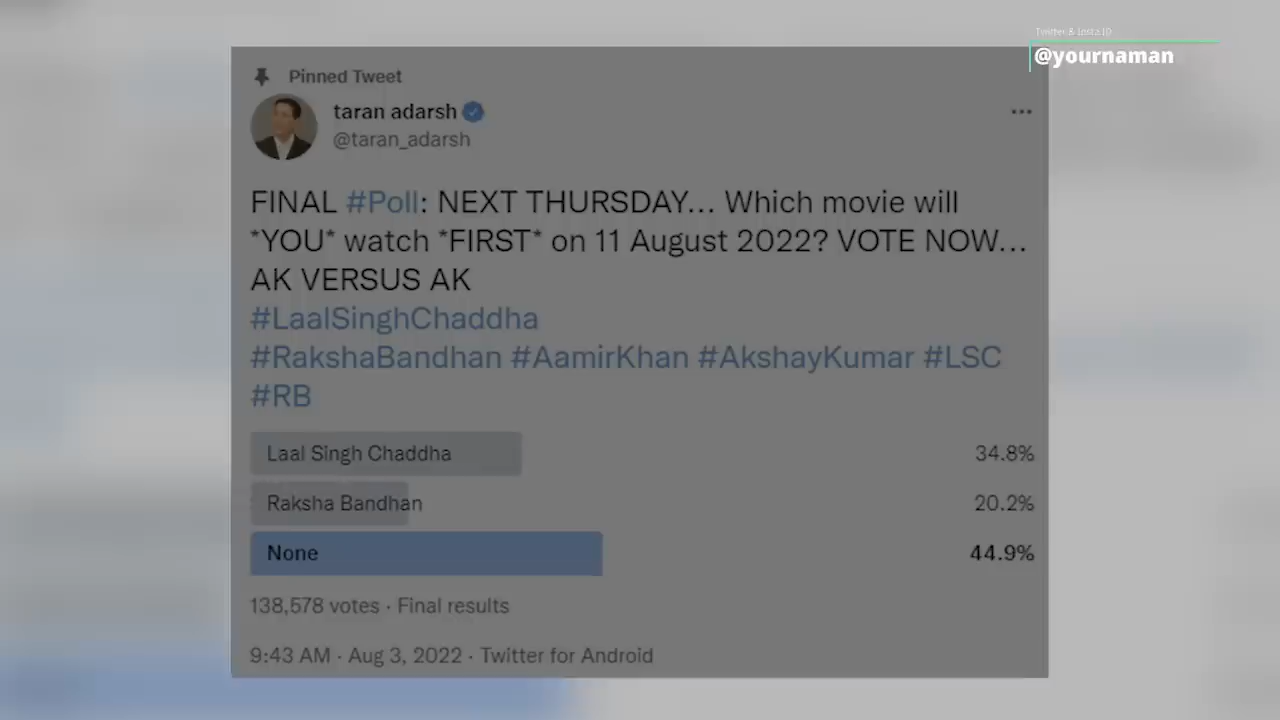 Twitter & Insta ID
@yournaman
Pinned Tweet
taran adarsh
@taran_adarsh
FINAL #Poll: NEXT THURSDAY... Which movie will
*YOU* watch *FIRST* on 11 August 2022? VOTE NOW...
AK VERSUS AK
#LaalSinghChaddha
#RakshaBandhan #AamirKhan #AkshayKumar #LSC
#RB
Laal Singh Chaddha 34.8%
Raksha Bandhan 20.2%
None 44.9%
138,578 votes · Final results
9:43 AM · Aug 3, 2022 · Twitter for Android